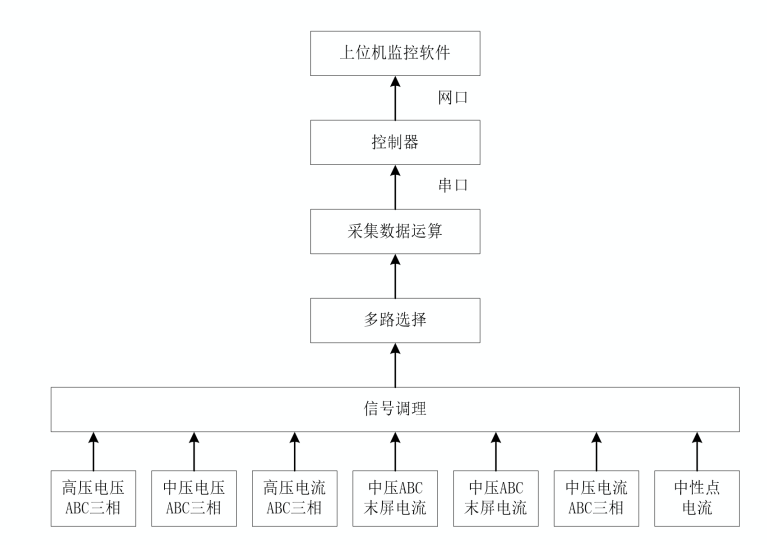 上位机监控软件
网口
控制器
串口
采集数据运算
多路选择
信号调理
高压电压
ABC三相
中压电压
ABC三相
高压电流
ABC三相
中压ABC
末屏电流
中压ABC
末屏电流
中压电流
ABC三相
中性点
电流